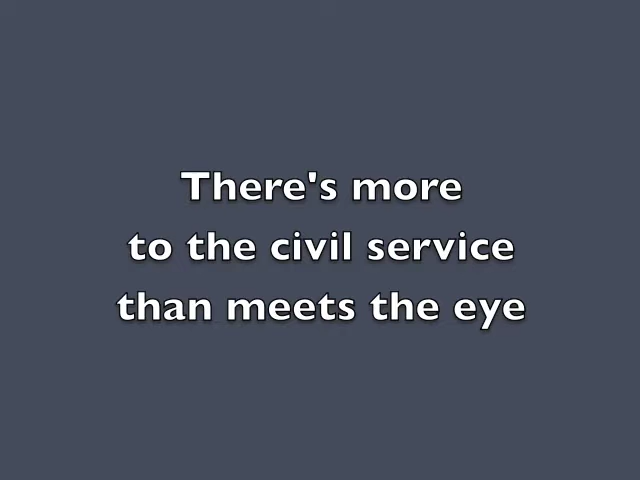 There's more
to the civil service
than meets the eye